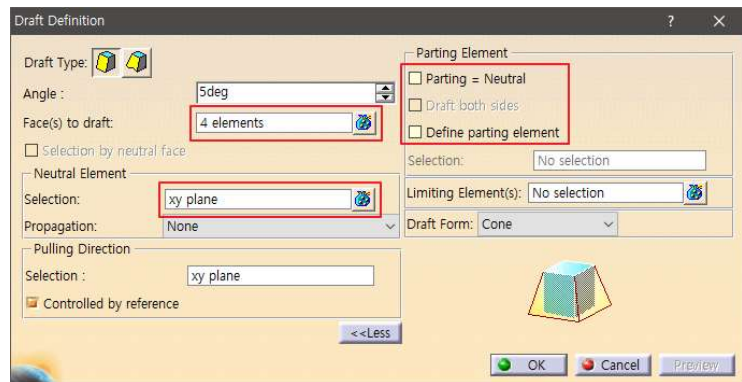 Draft Definition
? X
Draft Type:
Angle :
5deg
Face(s) to draft:
4 elements
Selection by neutral face
Neutral Element
Selection:
xy plane
Propagation:
None
Pulling Direction
Selection :
xy plane
Controlled by reference
<<Less
Parting Element
Parting = Neutral
Draft both sides
Define parting element
Selection:
No selection
Limiting Element(s):
No selection
Draft Form:
Cone
OK
Cancel
Preview